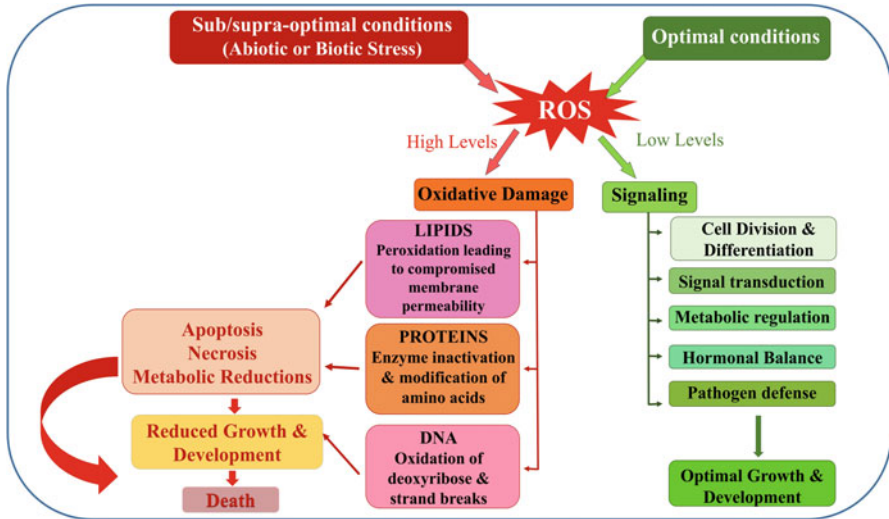 Sub/supra-optimal conditions
(Abiotic or Biotic Stress)
Optimal conditions
ROS
High Levels
Low Levels
Oxidative Damage
Signaling
LIPIDS
Peroxidation leading
to compromised
membrane
permeability
PROTEINS
Enzyme inactivation
& modification of
amino acids
DNA
Oxidation of
deoxyribose &
strand breaks
Apoptosis
Necrosis
Metabolic Reductions
Reduced Growth &
Development
Death
Cell Division &
Differentiation
Signal transduction
Metabolic regulation
Hormonal Balance
Pathogen defense
Optimal Growth &
Development